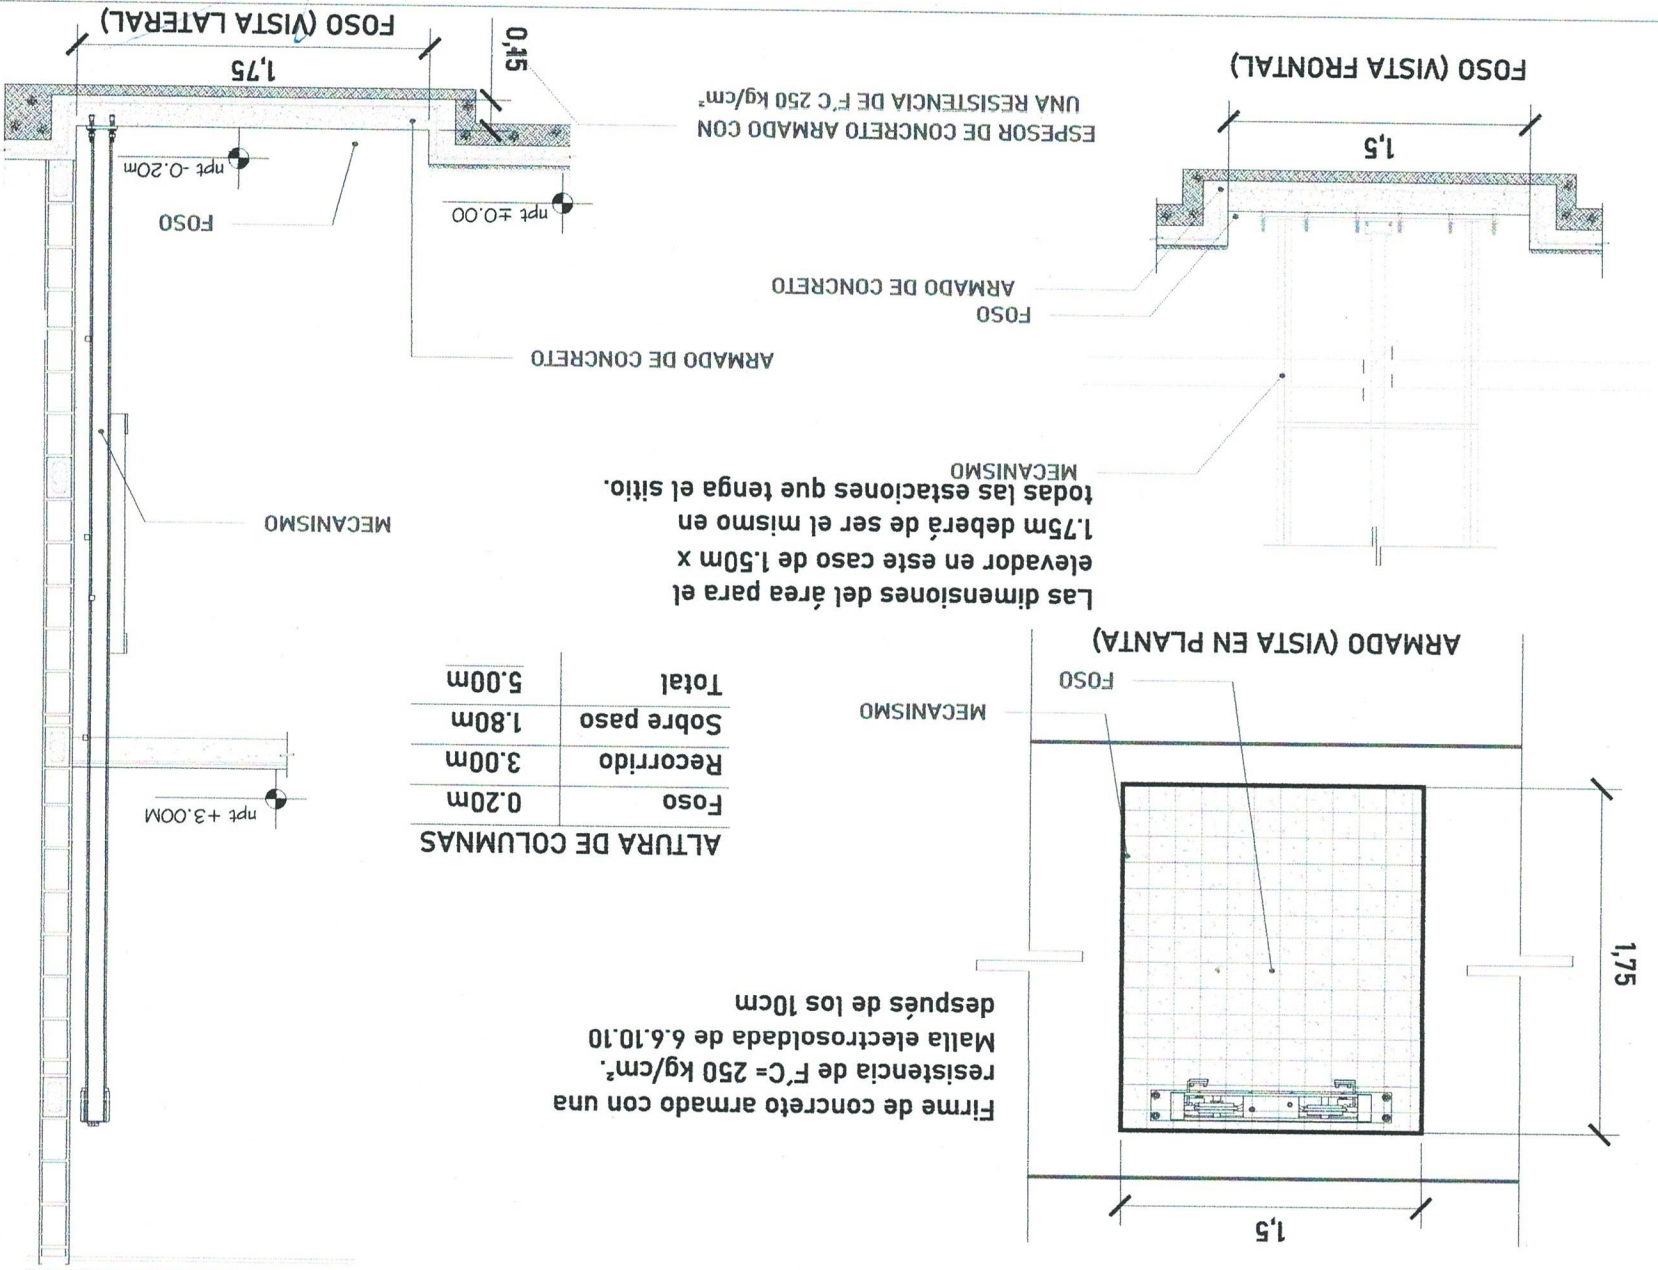 1,5
1,75
Firme de concreto armado con una
resistencia de F´C= 250 kg/cm².
Malla electrosoldada de 6.6.10.10
después de los 10cm
MECANISMO
FOSO
ARMADO (VISTA EN PLANTA)
ALTURA DE COLUMNAS
Foso 0.20m
Recorrido 3.00m
Sobre paso 1.80m
Total 5.00m
npt +3.00M
Las dimensiones del área para el
elevador en este caso de 1.50m x
1.75m deberá de ser el mismo en
todas las estaciones que tenga el sitio.
MECANISMO
FOSO
ARMADO DE CONCRETO
1,5
FOSO (VISTA FRONTAL)
MECANISMO
ARMADO DE CONCRETO
FOSO
npt ±0.00
npt -0.20m
ESPESOR DE CONCRETO ARMADO CON
UNA RESISTENCIA DE F´C 250 kg/cm²
0,15
1,75
FOSO (VISTA LATERAL)